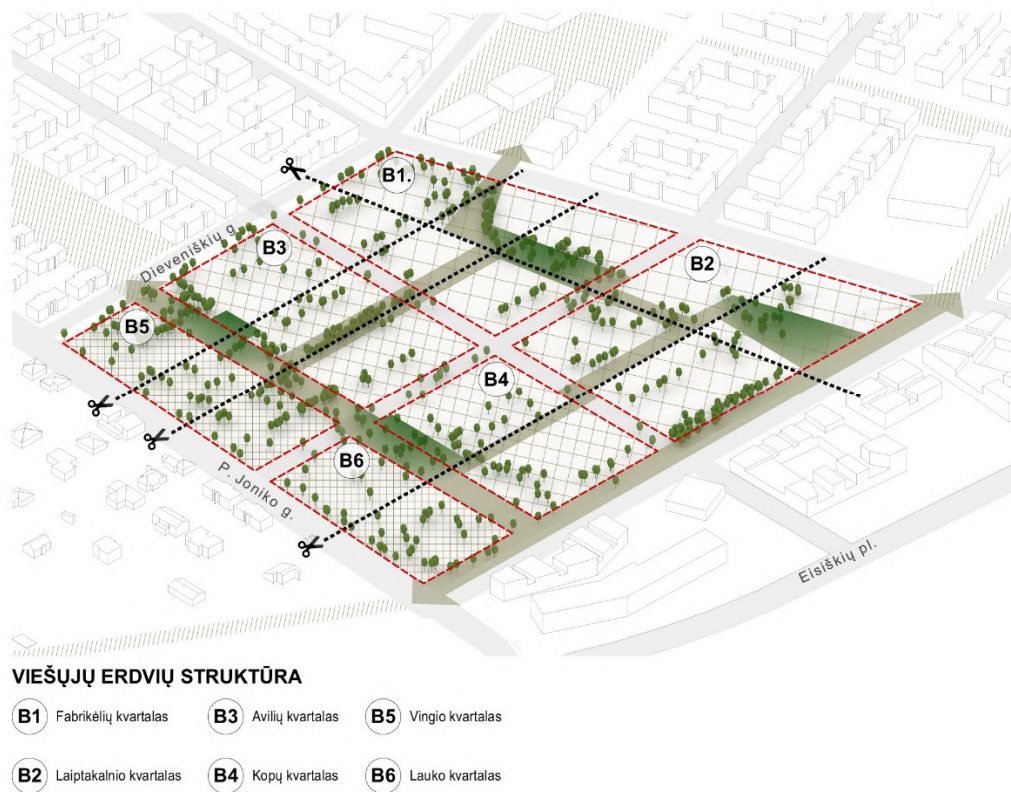 B1.
Dieveniškių g.
B3
B2
B5
B4
B6
P. Joniko g.
Eisiškių pl.
VIEŠŲJŲ ERDVIŲ STRUKTŪRA
B1 Fabrikėlių kvartalas B3 Avilių kvartalas B5 Vingio kvartalas
B2 Laiptakalnio kvartalas B4 Kopų kvartalas B6 Lauko kvartalas